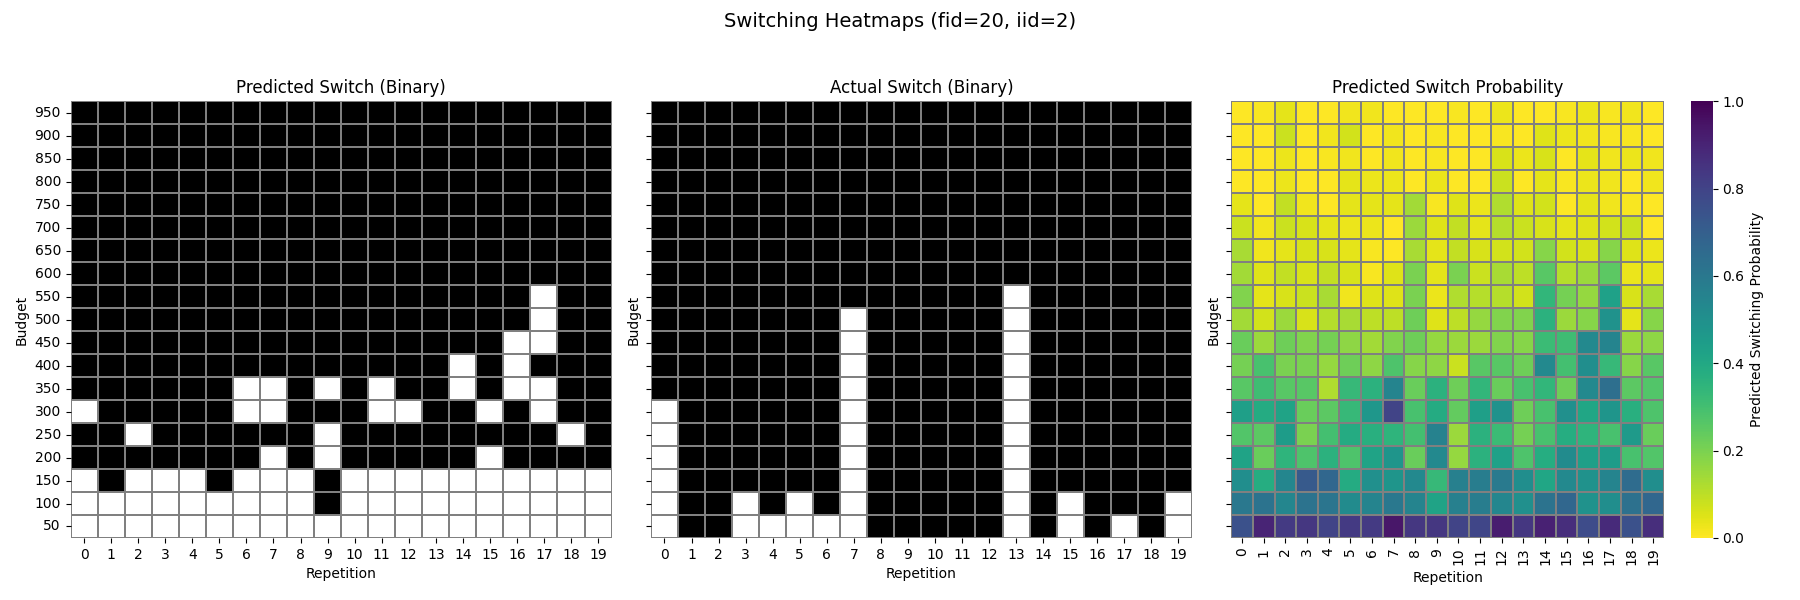 Switching Heatmaps (fid=20, iid=2)
Predicted Switch (Binary)
Budget
950
900
850
800
750
700
650
600
550
500
450
400
350
300
250
200
150
100
50
0 1 2 3 4 5 6 7 8 9 10 11 12 13 14 15 16 17 18 19
Repetition
Actual Switch (Binary)
Budget
0 1 2 3 4 5 6 7 8 9 10 11 12 13 14 15 16 17 18 19
Repetition
Predicted Switch Probability
Budget
0 1 2 3 4 5 6 7 8 9 10 11 12 13 14 15 16 17 18 19
Repetition
1.0
0.8
0.6
0.4
0.2
0.0
Predicted Switching Probability